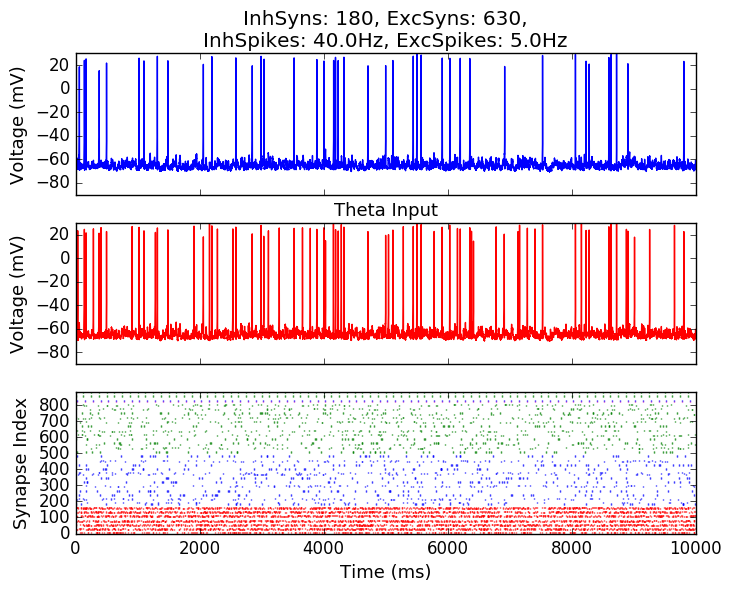 InhSyns: 180, ExcSyns: 630,
InhSpikes: 40.0Hz, ExcSpikes: 5.0Hz
20
0
−20
−40
−60
−80
Voltage (mV)
Theta Input
20
0
−20
−40
−60
−80
Voltage (mV)
800
700
600
500
400
300
200
100
0
Synapse Index
0 2000 4000 6000 8000 10000
Time (ms)